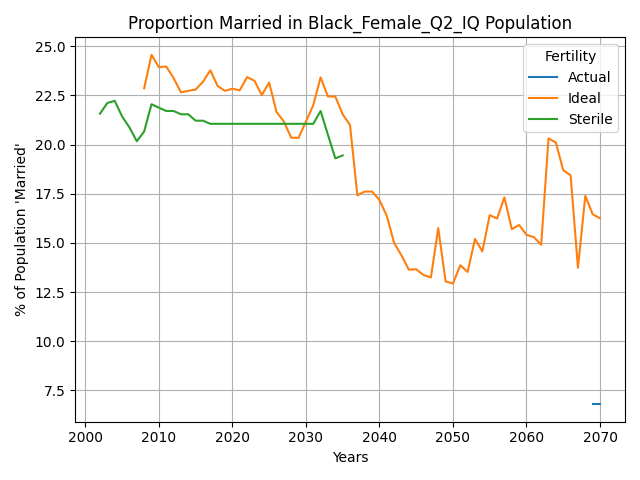 Proportion Married in Black_Female_Q2_IQ Population
% of Population 'Married'
25.0
22.5
20.0
17.5
15.0
12.5
10.0
7.5
Fertility
Actual
Ideal
Sterile
2000 2010 2020 2030 2040 2050 2060 2070
Years